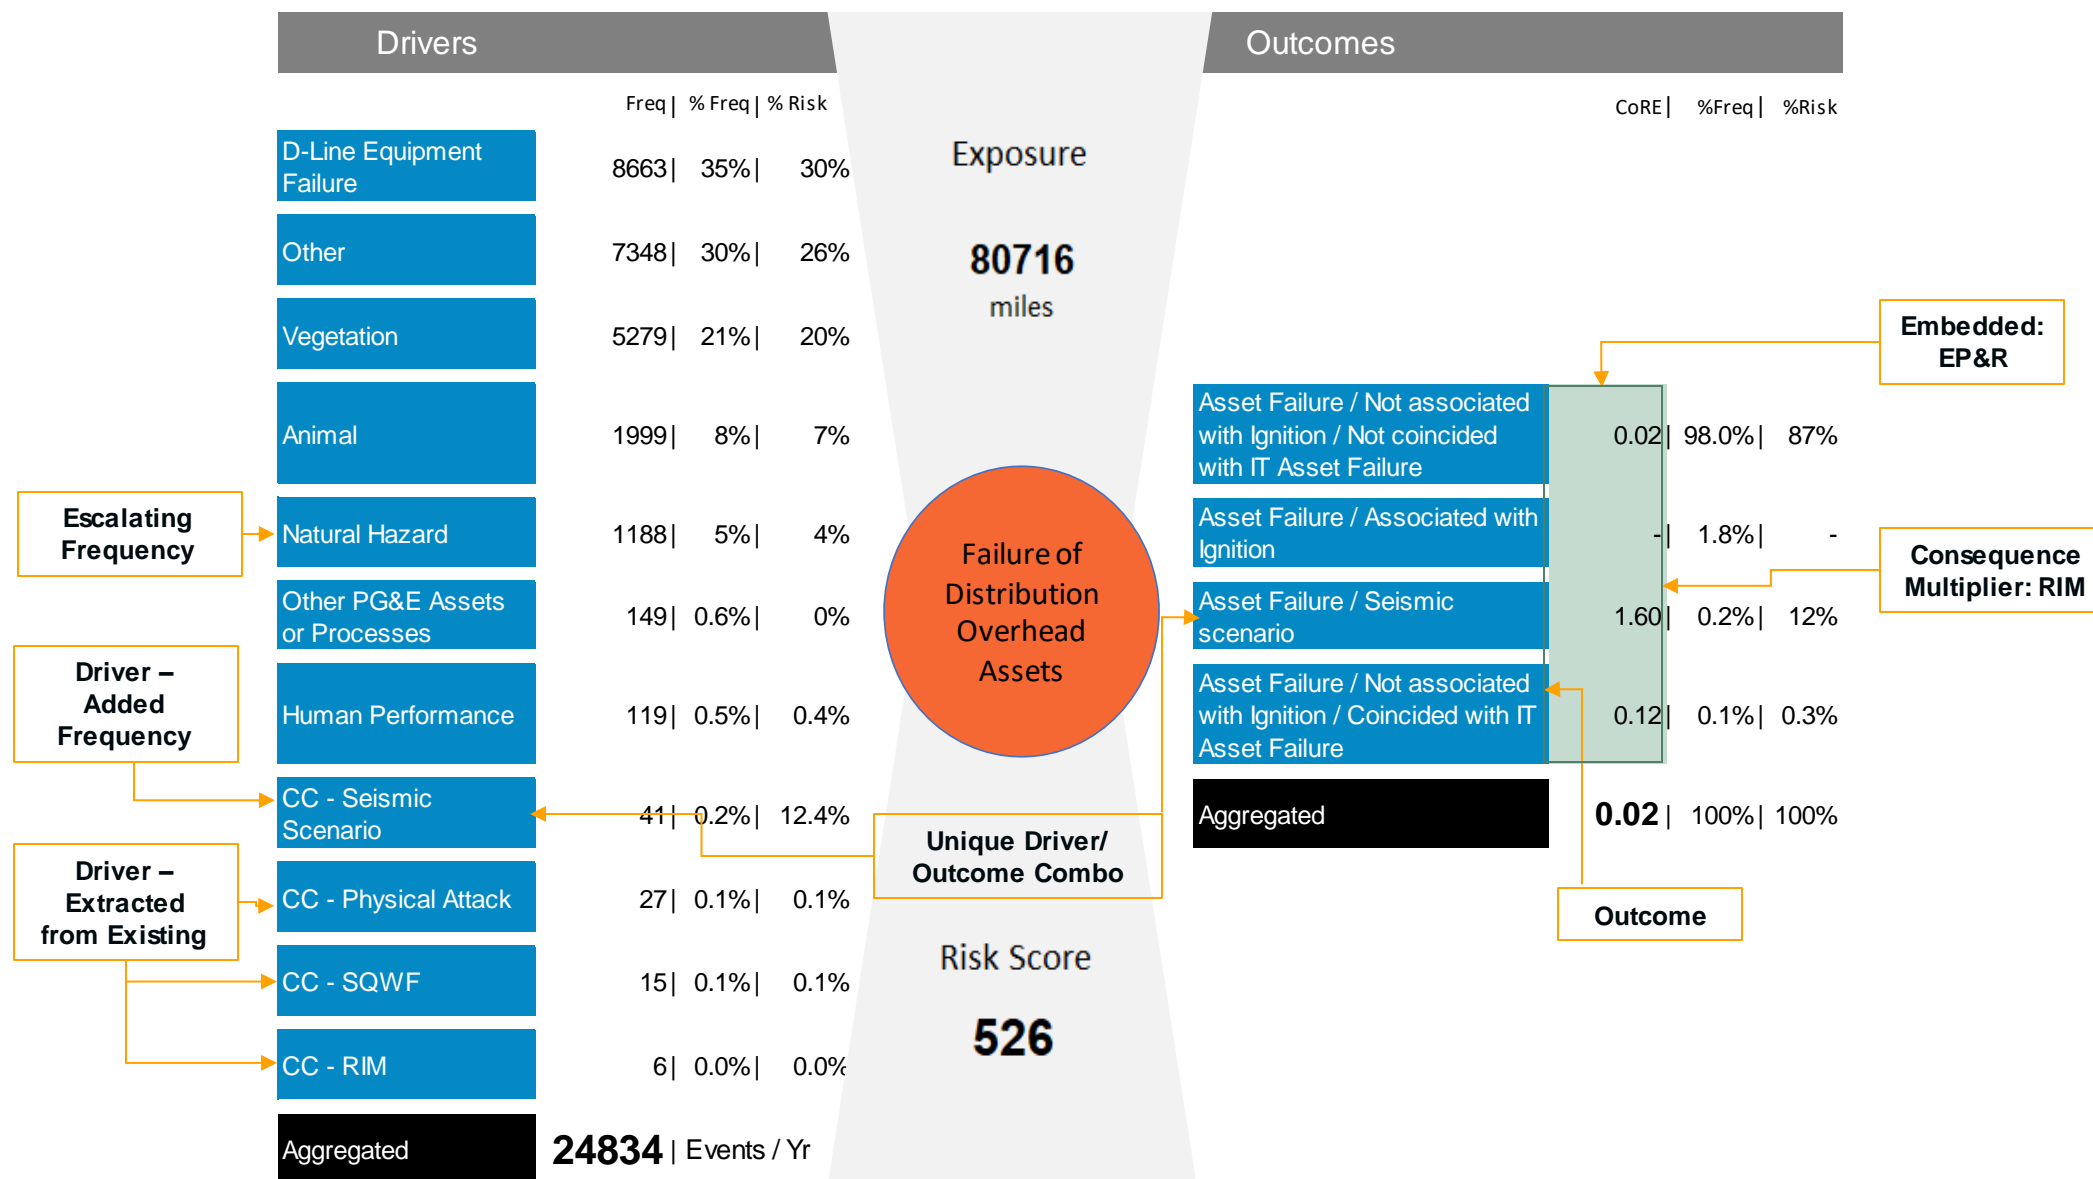 Drivers
Freq| % Freq| % Risk
D-Line Equipment
Failure
8663| 35%| 30%
Other
7348| 30%| 26%
Vegetation
5279| 21%| 20%
Animal
1999| 8%| 7%
Natural Hazard
1188| 5%| 4%
Other PG&E Assets
or Processes
149| 0.6%| 0%
Human Performance
119| 0.5%| 0.4%
CC - Seismic
Scenario
41| 0.2%| 12.4%
CC - Physical Attack
27| 0.1%| 0.1%
CC - SQWF
15| 0.1%| 0.1%
CC - RIM
6| 0.0%| 0.0%
Aggregated
24834 | Events / Yr
Escalating
Frequency
Driver –
Added
Frequency
Driver –
Extracted
from Existing
Exposure
80716
miles
Failure of
Distribution
Overhead
Assets
Unique Driver/
Outcome Combo
Risk Score
526
Outcomes
CoRE| %Freq| %Risk
Asset Failure / Not associated
with Ignition / Not coincided
with IT Asset Failure
0.02| 98.0%| 87%
Asset Failure / Associated with
Ignition
-| 1.8%| -
Asset Failure / Seismic
scenario
1.60| 0.2%| 12%
Asset Failure / Not associated
with Ignition / Coincided with IT
Asset Failure
0.12| 0.1%| 0.3%
Aggregated
0.02 | 100%| 100%
Embedded:
EP&R
Consequence
Multiplier: RIM
Outcome